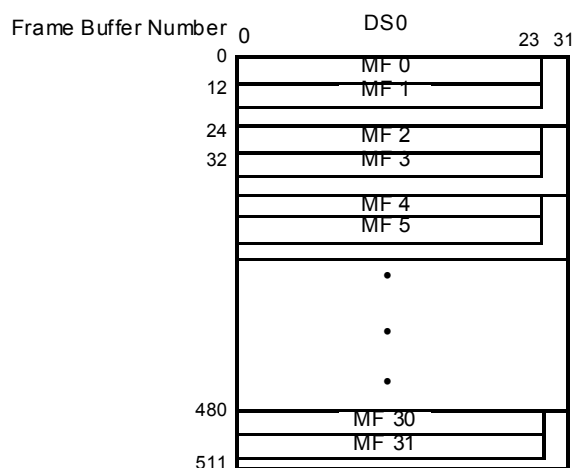 Frame Buffer Number
DS0
0 23 31
0
MF 0
12
MF 1
24
MF 2
32
MF 3
MF 4
MF 5
480
MF 30
MF 31
511